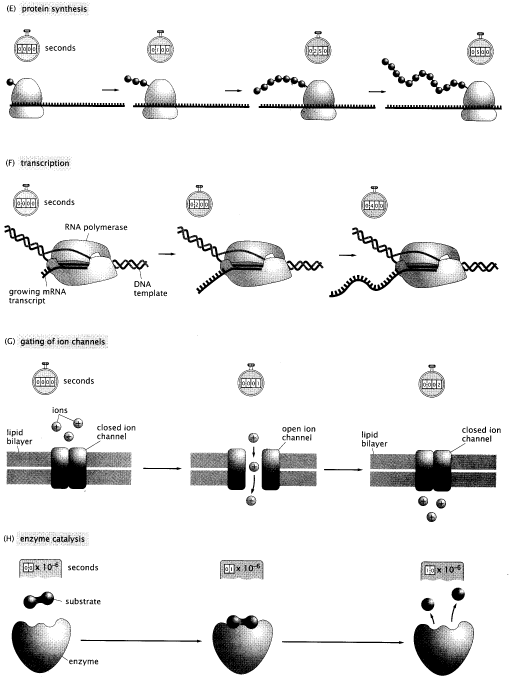 (E) protein synthesis
seconds
(F) transcription
seconds
RNA polymerase
growing mRNA
transcript
DNA
template
(G) gating of ion channels
seconds
ions
lipid
bilayer
closed ion
channel
open ion
channel
lipid
bilayer
closed ion
channel
(H) enzyme catalysis
x 10⁻⁶
seconds
x 10⁻⁶
x 10⁻⁶
substrate
enzyme